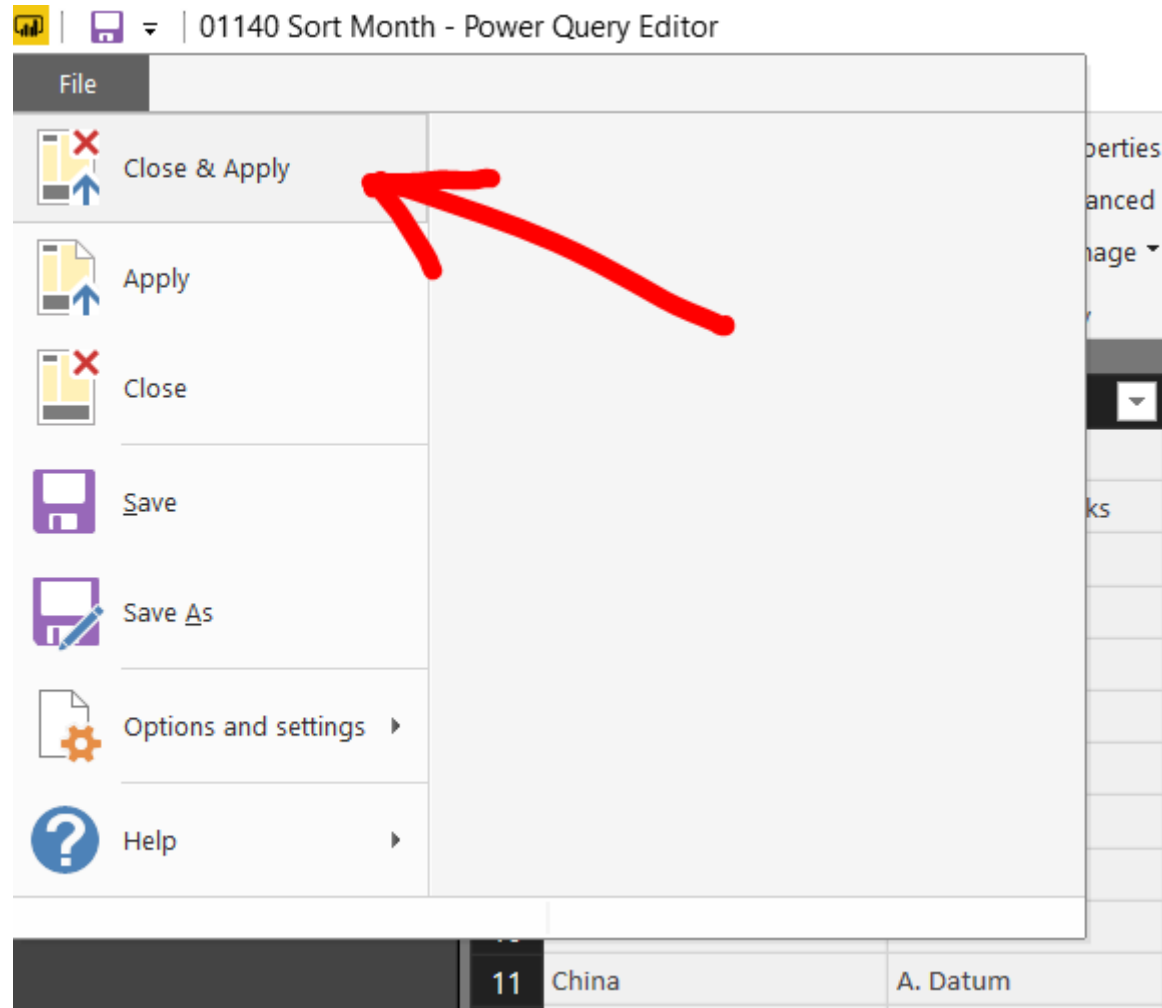 01140 Sort Month - Power Query Editor
File
Close & Apply
Apply
Close
Save
Save As
Options and settings
Help
perties
anced
nage
ks
11 China A. Datum